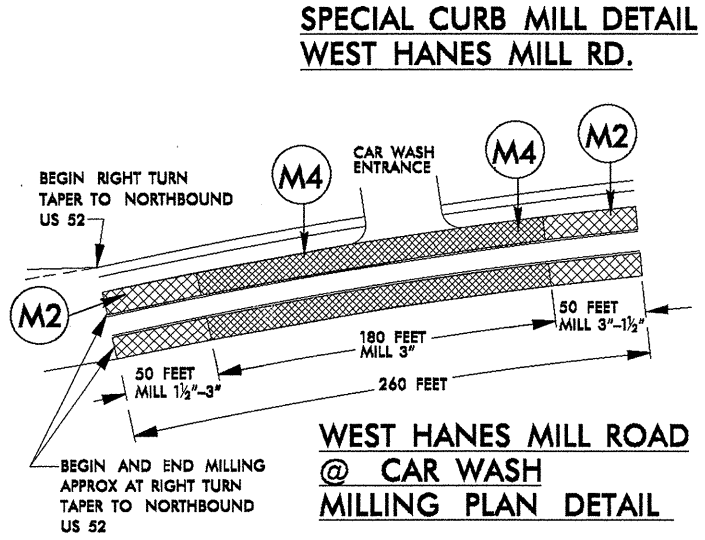 SPECIAL CURB MILL DETAIL
WEST HANES MILL RD.
M2
CAR WASH
ENTRANCE
M4
M4
BEGIN RIGHT TURN
TAPER TO NORTHBOUND
US 52
M2
50 FEET
MILL 3"-1½"
180 FEET
MILL 3"
50 FEET
MILL 1½"-3"
260 FEET
WEST HANES MILL ROAD
@ CAR WASH
MILLING PLAN DETAIL
BEGIN AND END MILLING
APPROX AT RIGHT TURN
TAPER TO NORTHBOUND
US 52